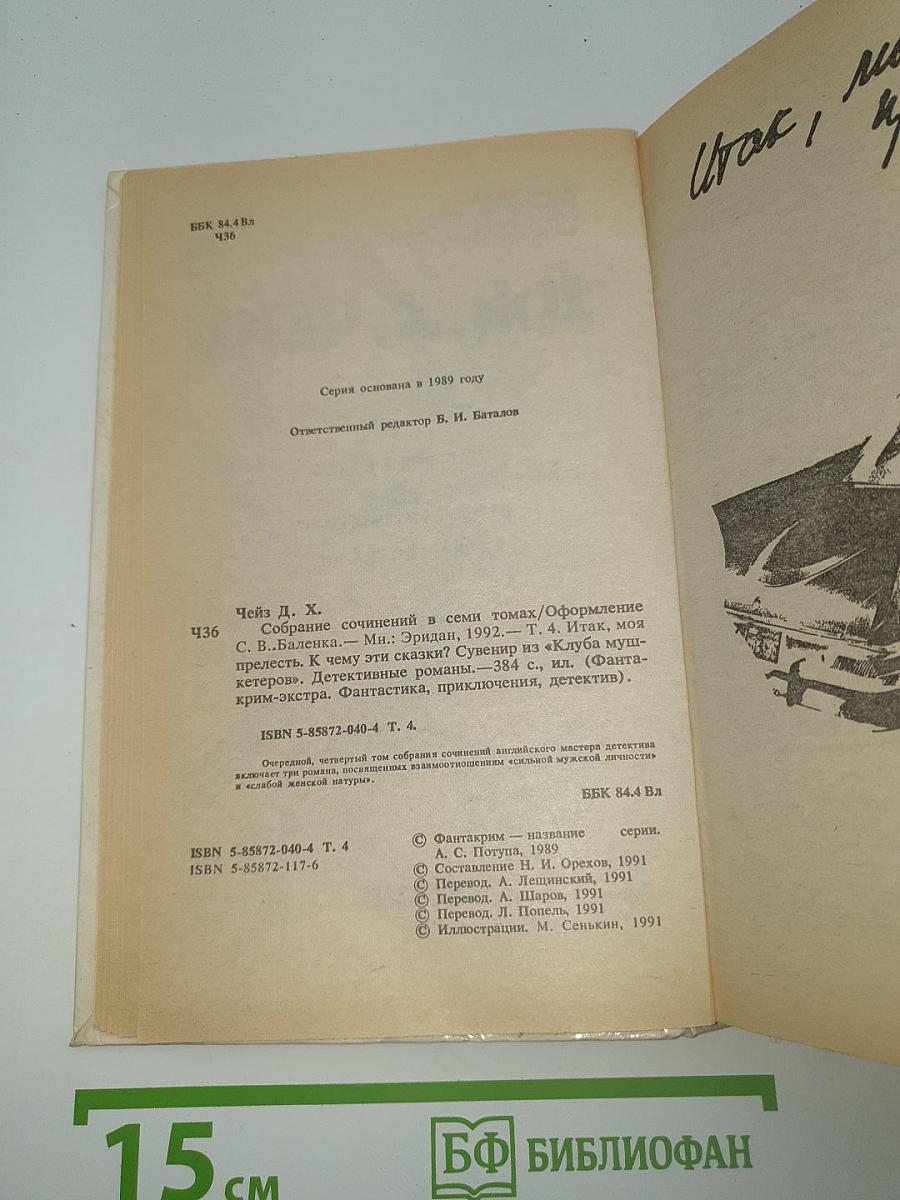 ББК 84.4 Вл
Ч36
Серия основана в 1989 году
Ответственный редактор Б. И. Баталов
Чейз Д. Х.
Ч36 Собрание сочинений в семи томах/Оформление
С. В..Баленка.— Мн.: Эридан, 1992.— Т. 4. Итак, моя
прелесть. К чему эти сказки? Сувенир из «Клуба муш-
кетеров». Детективные романы.—384 с., ил. (Фанта-
крим-экстра. Фантастика, приключения, детектив).
ISBN 5-85872-040-4 Т. 4.
Очередной, четвертый том собрания сочинений английского мастера детектива
включает три романа, посвященных взаимоотношениям «сильной мужской личности»
и «слабой женской натуры».
ББК 84.4 Вл
ISBN 5-85872-040-4 Т. 4
ISBN 5-85872-117-6
© Фантакрим — название серии.
А. С. Потупа, 1989
© Составление Н. И. Орехов, 1991
© Перевод. А. Лещинский, 1991
© Перевод. А. Шаров, 1991
© Перевод. Л. Попель, 1991
© Иллюстрации. М. Сенькин, 1991
Итак,
15 см
БФ БИБЛИОФАН